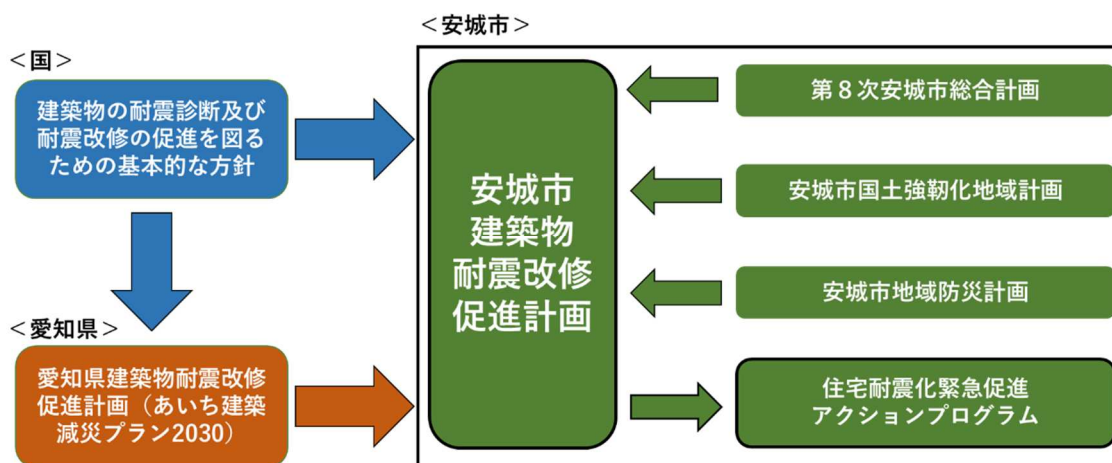 ＜国＞
建築物の耐震診断及び
耐震改修の促進を図る
ための基本的な方針
＜愛知県＞
愛知県建築物耐震改修
促進計画（あいち建築
減災プラン2030）
＜安城市＞
安城市
建築物
耐震改修
促進計画
第８次安城市総合計画
安城市国土強靭化地域計画
安城市地域防災計画
住宅耐震化緊急促進
アクションプログラム